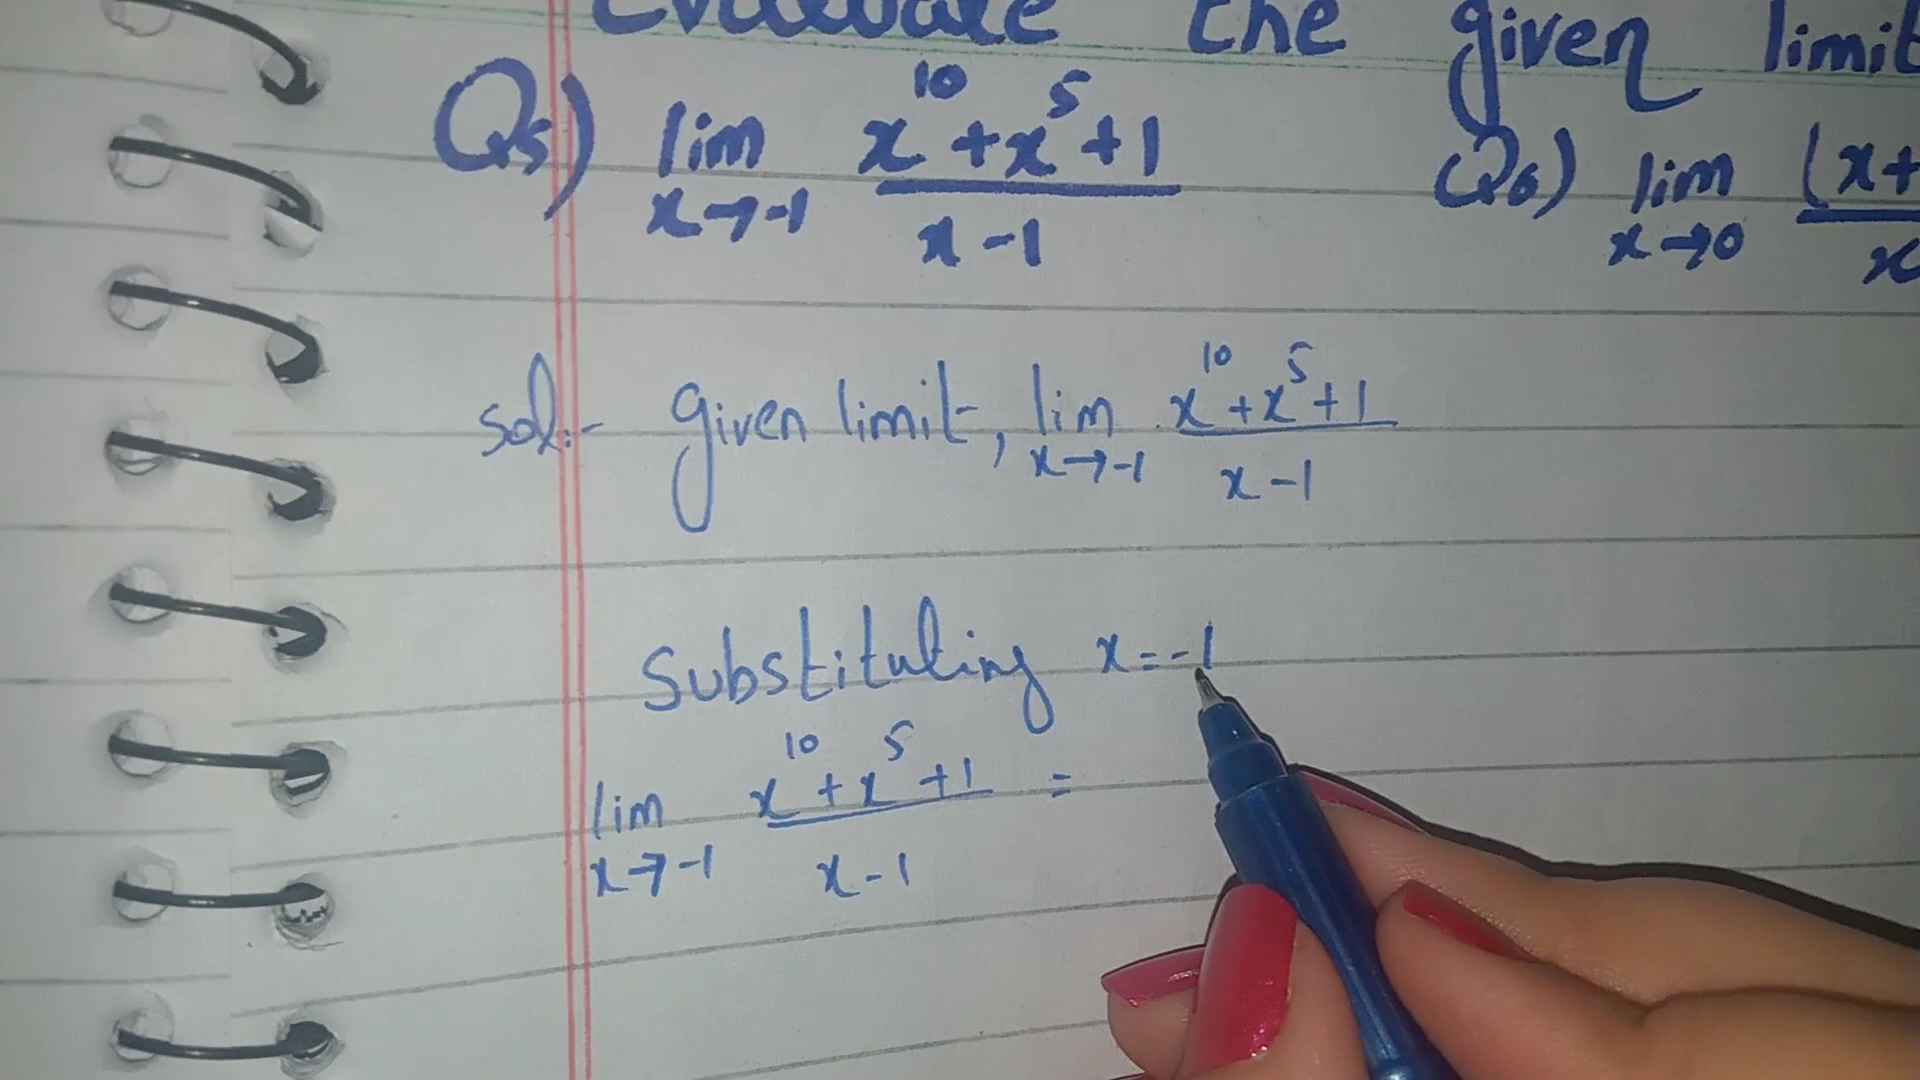 Evaluate the given limit
Q5) lim x→-1 x^10+x^5+1 / x-1
Q6) lim x→0 (x+ / x
Sol:- Given limit, lim x→-1 x^10+x^5+1 / x-1
Substituting x=-1
lim x→-1 x^10+x^5+1 / x-1 =